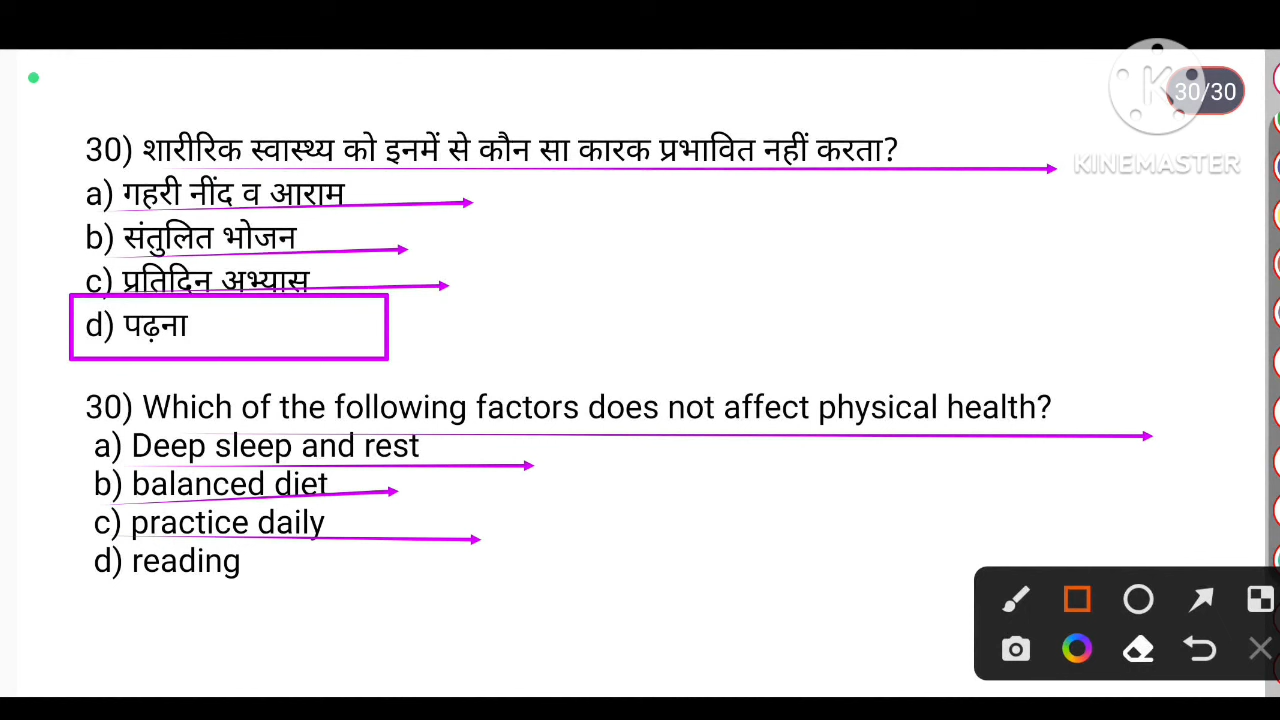 30/30
KINEMASTER
30) शारीरिक स्वास्थ्य को इनमें से कौन सा कारक प्रभावित नहीं करता?
a) गहरी नींद व आराम
b) संतुलित भोजन
c) प्रतिदिन अभ्यास
d) पढ़ना
30) Which of the following factors does not affect physical health?
a) Deep sleep and rest
b) balanced diet
c) practice daily
d) reading